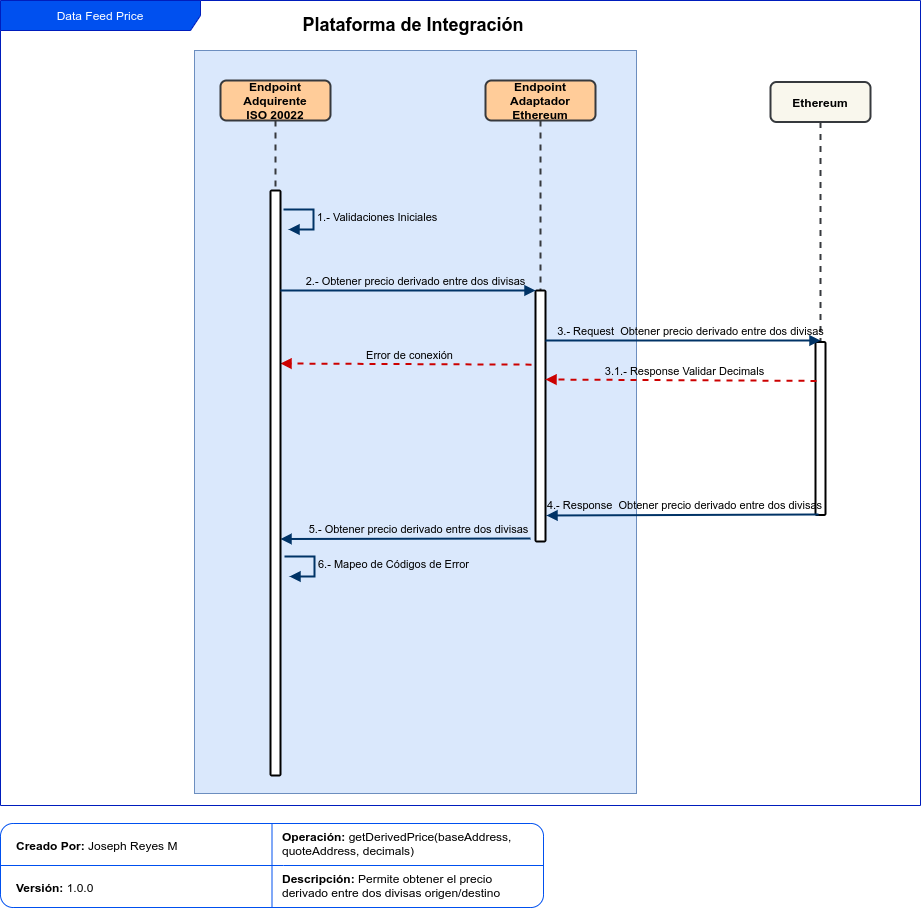 Data Feed Price
Plataforma de Integración
Endpoint
Adquirente
ISO 20022
Endpoint
Adaptador
Ethereum
Ethereum
1.- Validaciones Iniciales
2.- Obtener precio derivado entre dos divisas
3.- Request  Obtener precio derivado entre dos divisas
Error de conexión
3.1.- Response Validar Decimals
4.- Response  Obtener precio derivado entre dos divisas
5.- Obtener precio derivado entre dos divisas
6.- Mapeo de Códigos de Error
Creado Por: Joseph Reyes M
Operación: getDerivedPrice(baseAddress,
quoteAddress, decimals)
Versión: 1.0.0
Descripción: Permite obtener el precio
derivado entre dos divisas origen/destino